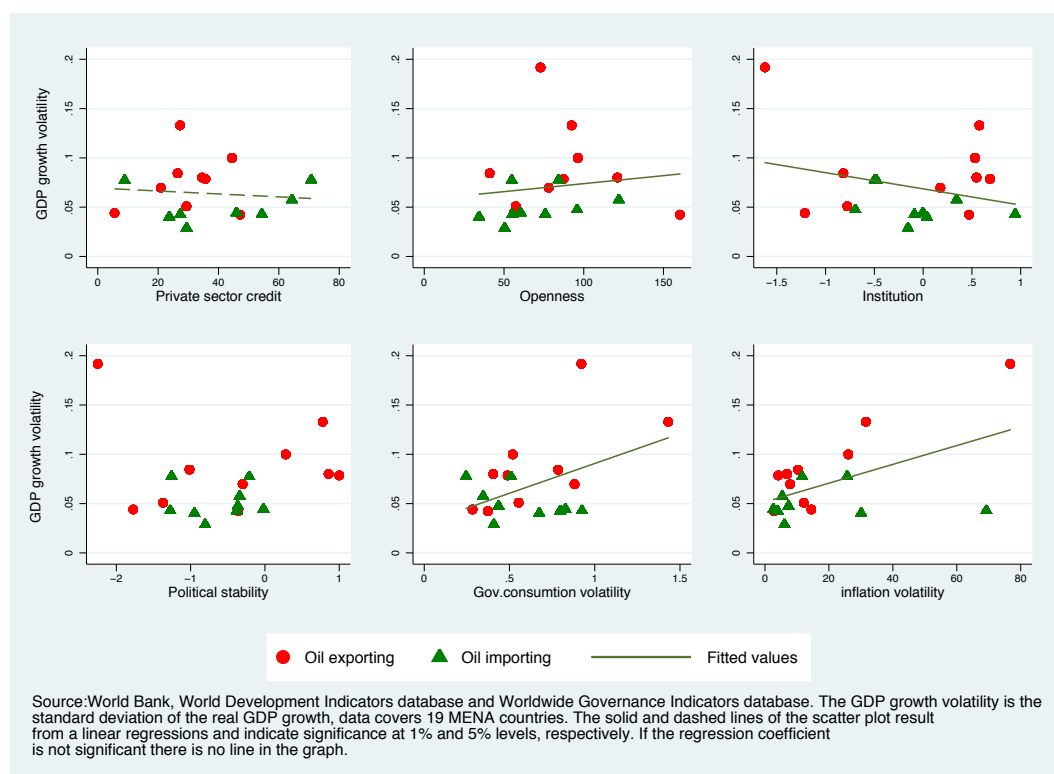 GDP growth volatility
.2
.15
.1
.05
0
0 20 40 60 80
Private sector credit
.2
.15
.1
.05
0
0 50 100 150
Openness
.2
.15
.1
.05
0
−1.5 −1 −.5 0 .5 1
Institution
GDP growth volatility
.2
.15
.1
.05
0
−2 −1 0 1
Political stability
.2
.15
.1
.05
0
0 .5 1 1.5
Gov.consumtion volatility
.2
.15
.1
.05
0
0 20 40 60 80
inflation volatility
Oil exporting Oil importing Fitted values
Source:World Bank, World Development Indicators database and Worldwide Governance Indicators database. The GDP growth volatility is the
standard deviation of the real GDP growth, data covers 19 MENA countries. The solid and dashed lines of the scatter plot result
from a linear regressions and indicate significance at 1% and 5% levels, respectively. If the regression coefficient
is not significant there is no line in the graph.